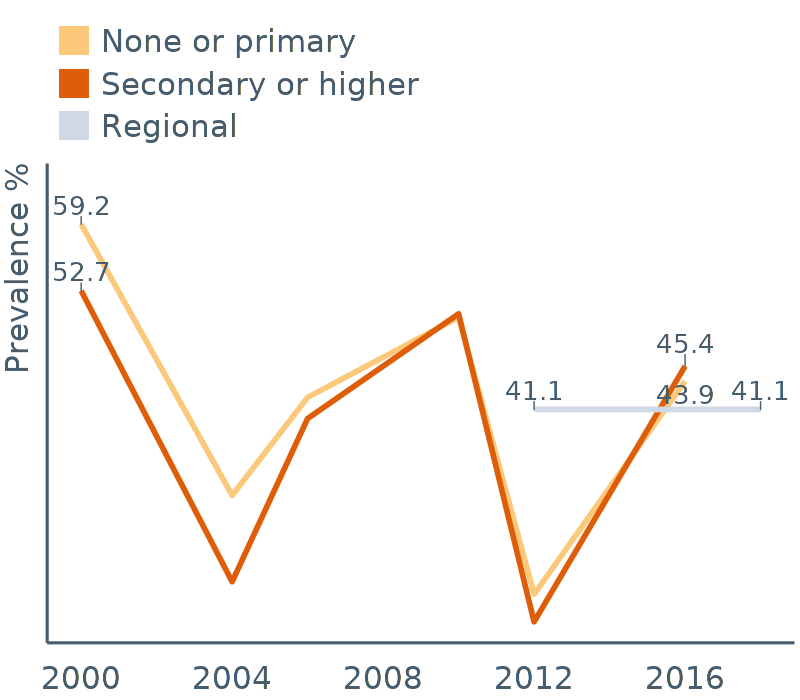 None or primary
Secondary or higher
Regional
Prevalence %
59.2
52.7
45.4
41.1
43.9
41.1
2000
2004
2008
2012
2016